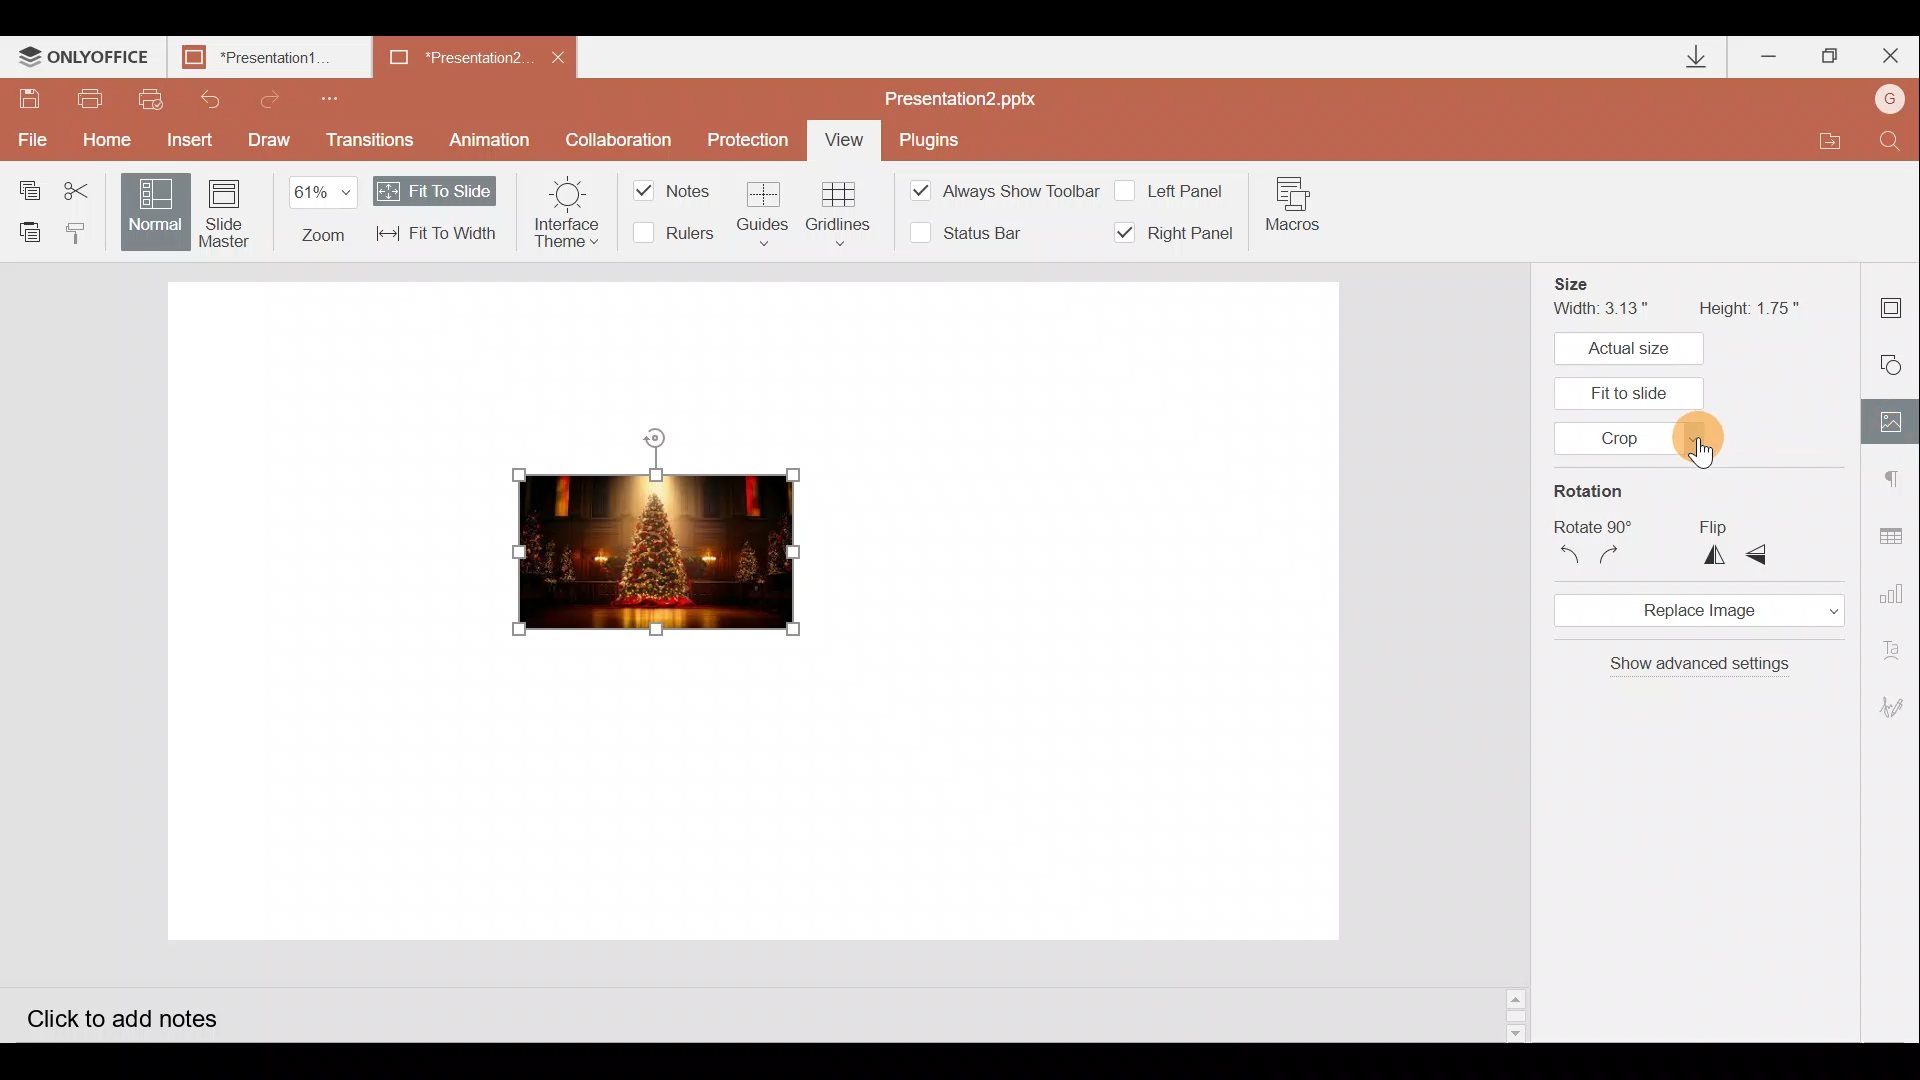 ONLYOFFICE
*Presentation1...
*Presentation2...
Presentation2.pptx
G
File Home Insert Draw Transitions Animation Collaboration Protection View Plugins
Normal
Slide
Master
61%
Zoom
Fit To Slide
Fit To Width
Interface
Theme
Notes
Rulers
Guides
Gridlines
Always Show Toolbar
Status Bar
Left Panel
Right Panel
Macros
Size
Width: 3.13 "
Height: 1.75 "
Actual size
Fit to slide
Crop
Rotation
Rotate 90°
Flip
Replace Image
Show advanced settings
Ta
Click to add notes